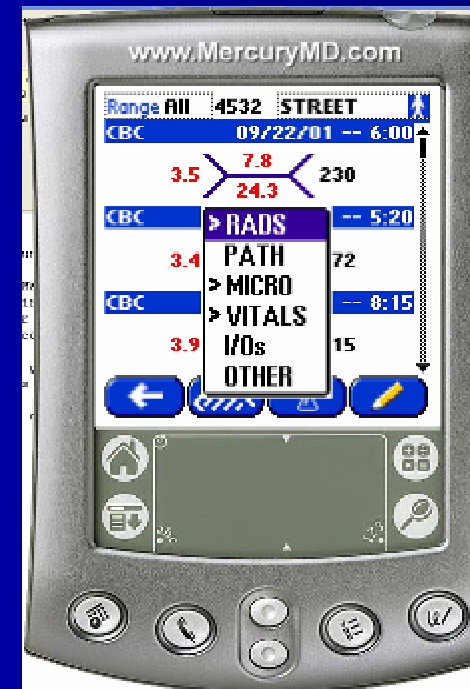 www.MercuryMD.com
Range All 4532 STREET
CBC 09/22/01 -- 6:00
7.8
3.5 230
24.3
CBC -- 5:20
> RADS
PATH
3.4 72
> MICRO
CBC -- 8:15
> VITALS
3.9 I/Os 15
OTHER